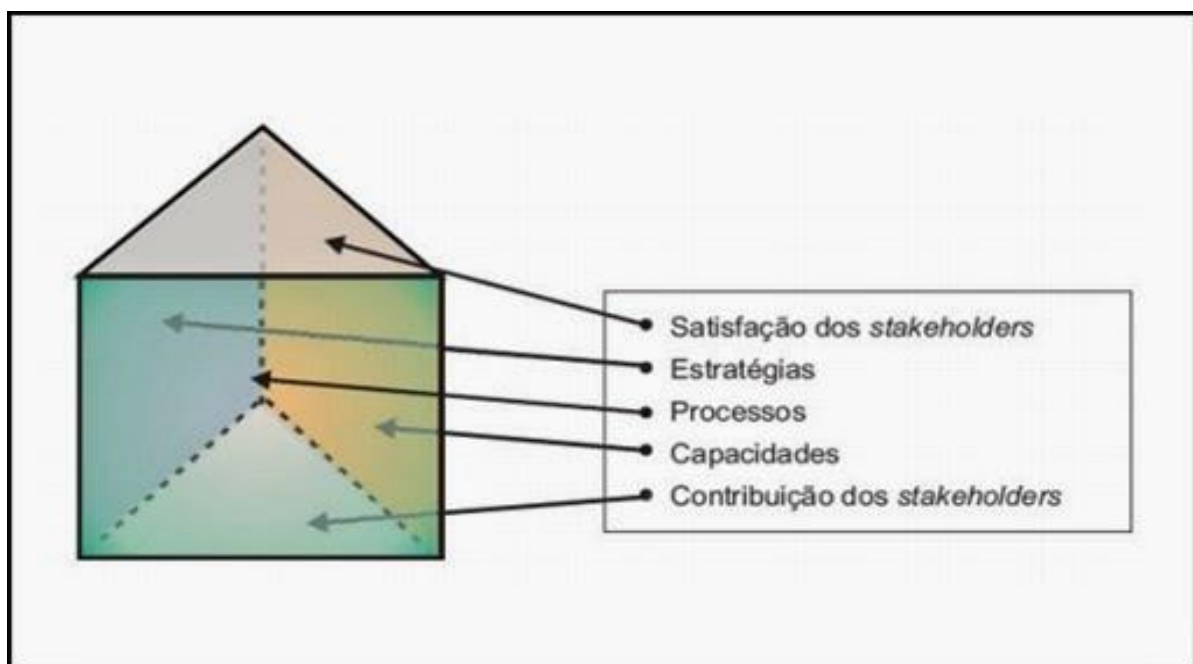 Satisfação dos stakeholders
Estratégias
Processos
Capacidades
Contribuição dos stakeholders